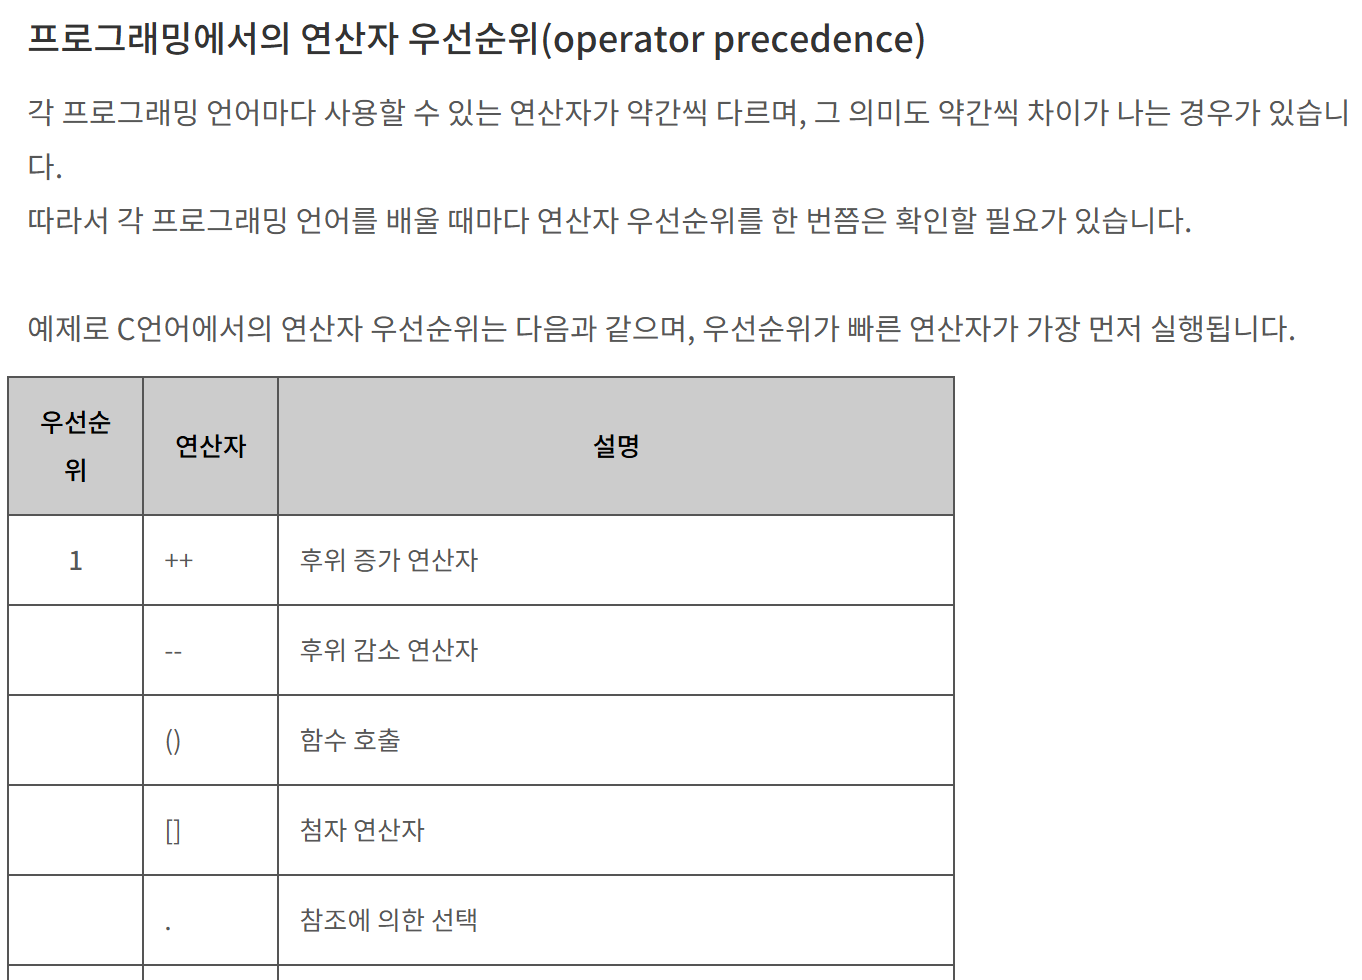 프로그래밍에서의 연산자 우선순위(operator precedence)
각 프로그래밍 언어마다 사용할 수 있는 연산자가 약간씩 다르며, 그 의미도 약간씩 차이가 나는 경우가 있습니
다.
따라서 각 프로그래밍 언어를 배울 때마다 연산자 우선순위를 한 번쯤은 확인할 필요가 있습니다.
예제로 C언어에서의 연산자 우선순위는 다음과 같으며, 우선순위가 빠른 연산자가 가장 먼저 실행됩니다.
우선순
위
연산자
설명
1 ++ 후위 증가 연산자
-- 후위 감소 연산자
() 함수 호출
[] 첨자 연산자
. 참조에 의한 선택